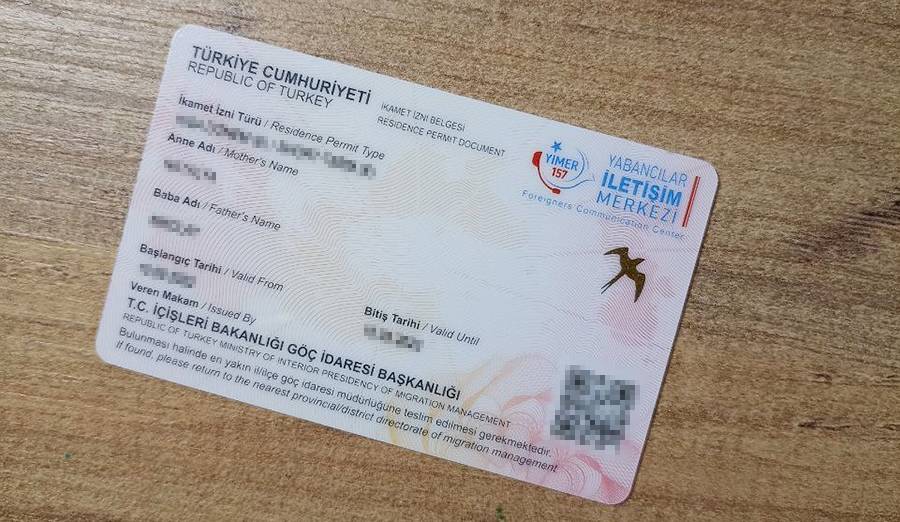 TÜRKİYE CUMHURİYETİ
REPUBLIC OF TURKEY
İKAMET İZNİ BELGESİ
RESIDENCE PERMIT DOCUMENT
YİMER
157
YABANCILAR
İLETİŞİM
MERKEZİ
Foreigners Communication Center
İkamet İzni Türü / Residence Permit Type
Anne Adı / Mother's Name
Baba Adı / Father's Name
Başlangıç Tarihi / Valid From
Bitiş Tarihi / Valid Until
Veren Makam / Issued By
T.C. İÇİŞLERİ BAKANLIĞI GÖÇ İDARESİ BAŞKANLIĞI
REPUBLIC OF TURKEY MINISTRY OF INTERIOR PRESIDENCY OF MIGRATION MANAGEMENT
Bulunması halinde en yakın il/ilçe göç idaresi müdürlüğüne teslim edilmesi gerekmektedir.
If found, please return to the nearest provincial/district directorate of migration management